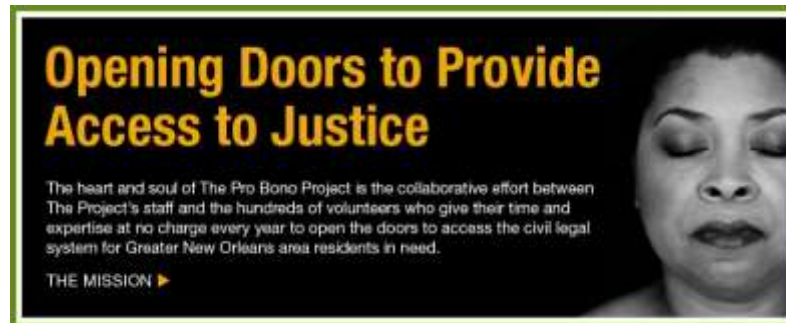 Opening Doors to Provide
Access to Justice
The heart and soul of The Pro Bono Project is the collaborative effort between
The Project's staff and the hundreds of volunteers who give their time and
expertise at no charge every year to open the doors to access the civil legal
system for Greater New Orleans area residents in need.
THE MISSION